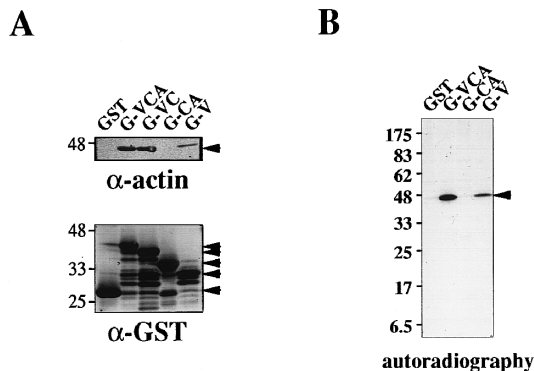 A
GST G-VCA G-VC G-CA G-V
48
α-actin
48
33
25
α-GST
B
GST G-VCA G-CA G-V
175
83
62
48
33
25
17
6.5
autoradiography